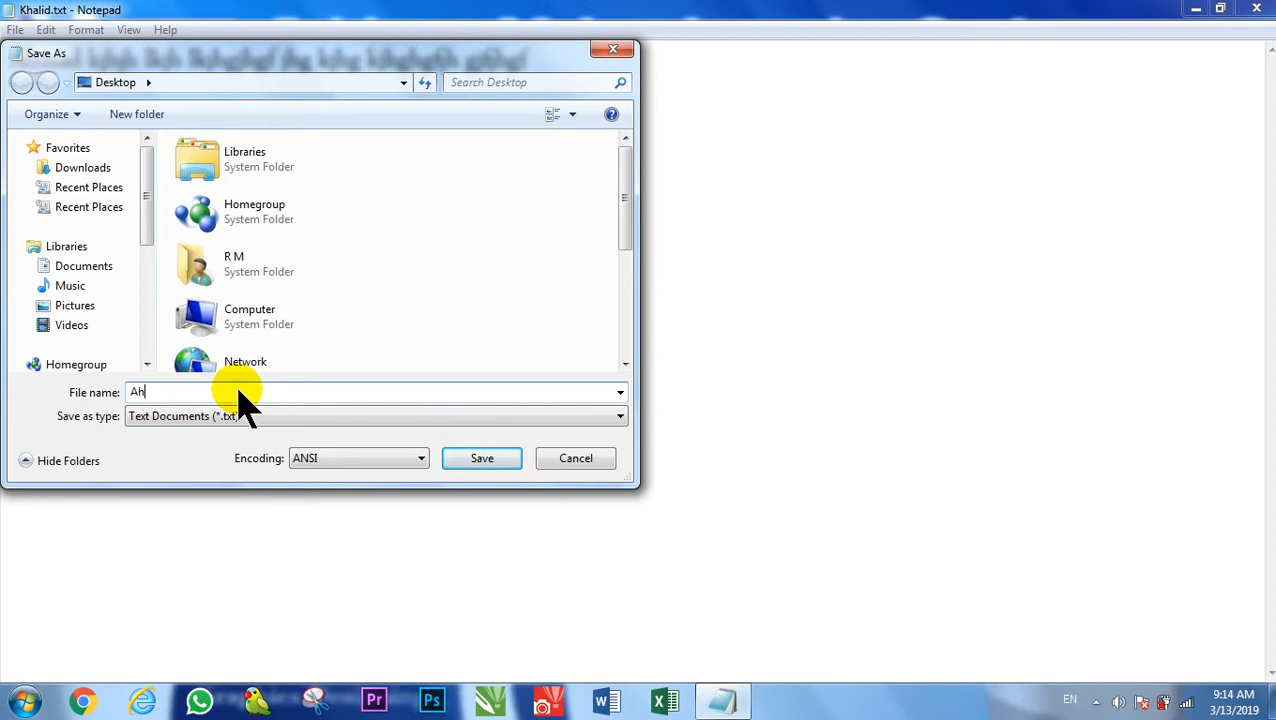 Khalid.txt - Notepad
File Edit Format View Help
Save As
Desktop
Search Desktop
Organize New folder
Favorites
Downloads
Recent Places
Recent Places
Libraries
Documents
Music
Pictures
Videos
Homegroup
Libraries
System Folder
Homegroup
System Folder
R M
System Folder
Computer
System Folder
Network
File name: Ah
Save as type: Text Documents (*.txt)
Hide Folders Encoding: ANSI Save Cancel
Pr Ps EN 9:14 AM
3/13/2019